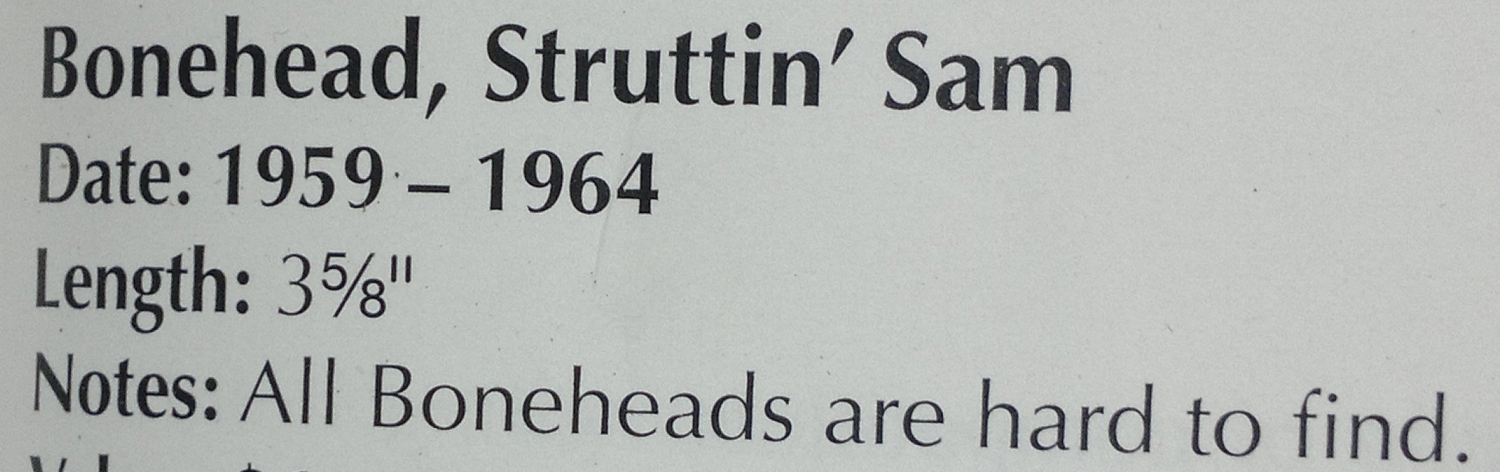 Bonehead, Struttin' Sam
Date: 1959 – 1964
Length: 3⅝"
Notes: All Boneheads are hard to find.